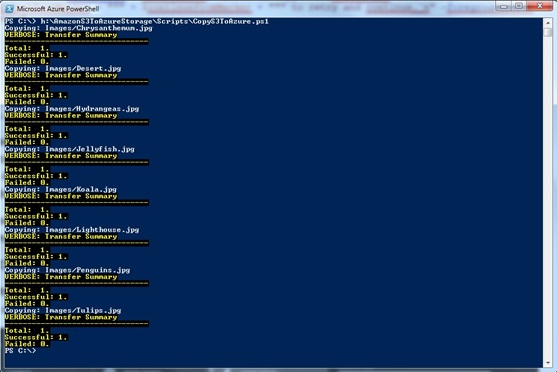 Microsoft Azure PowerShell
PS C:\> h:\AmazonS3ToAzureStorage\Scripts\CopyS3ToAzure.ps1
Copying: Images/Chrysanthemum.jpg
VERBOSE: Transfer Summary
--------------------------------
Total: 1.
Successful: 1.
Failed: 0.
Copying: Images/Desert.jpg
VERBOSE: Transfer Summary
--------------------------------
Total: 1.
Successful: 1.
Failed: 0.
Copying: Images/Hydrangeas.jpg
VERBOSE: Transfer Summary
--------------------------------
Total: 1.
Successful: 1.
Failed: 0.
Copying: Images/Jellyfish.jpg
VERBOSE: Transfer Summary
--------------------------------
Total: 1.
Successful: 1.
Failed: 0.
Copying: Images/Koala.jpg
VERBOSE: Transfer Summary
--------------------------------
Total: 1.
Successful: 1.
Failed: 0.
Copying: Images/Lighthouse.jpg
VERBOSE: Transfer Summary
--------------------------------
Total: 1.
Successful: 1.
Failed: 0.
Copying: Images/Penguins.jpg
VERBOSE: Transfer Summary
--------------------------------
Total: 1.
Successful: 1.
Failed: 0.
Copying: Images/Tulips.jpg
VERBOSE: Transfer Summary
--------------------------------
Total: 1.
Successful: 1.
Failed: 0.
PS C:\>